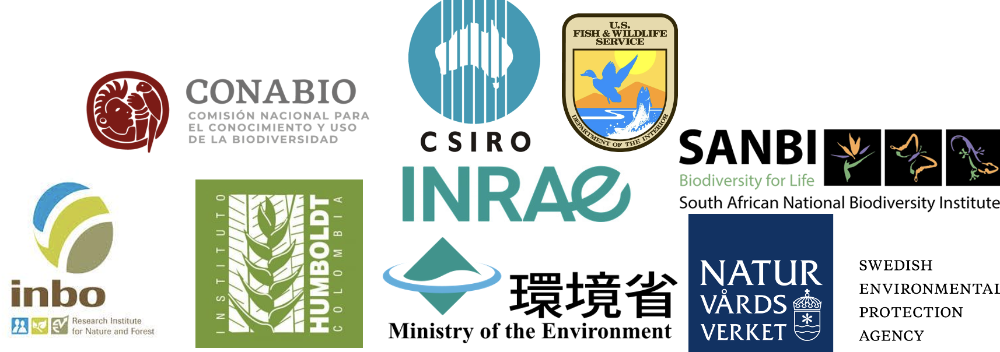 CONABIO
COMISIÓN NACIONAL PARA
EL CONOCIMIENTO Y USO
DE LA BIODIVERSIDAD
CSIRO
U.S.
FISH & WILDLIFE
SERVICE
DEPARTMENT OF THE INTERIOR
SANBI
Biodiversity for Life
South African National Biodiversity Institute
inbo
Research Institute
for Nature and Forest
INSTITUTO
HUMBOLDT
COLOMBIA
INRAe
環境省
Ministry of the Environment
NATUR
VÅRDS
VERKET
SWEDISH
ENVIRONMENTAL
PROTECTION
AGENCY